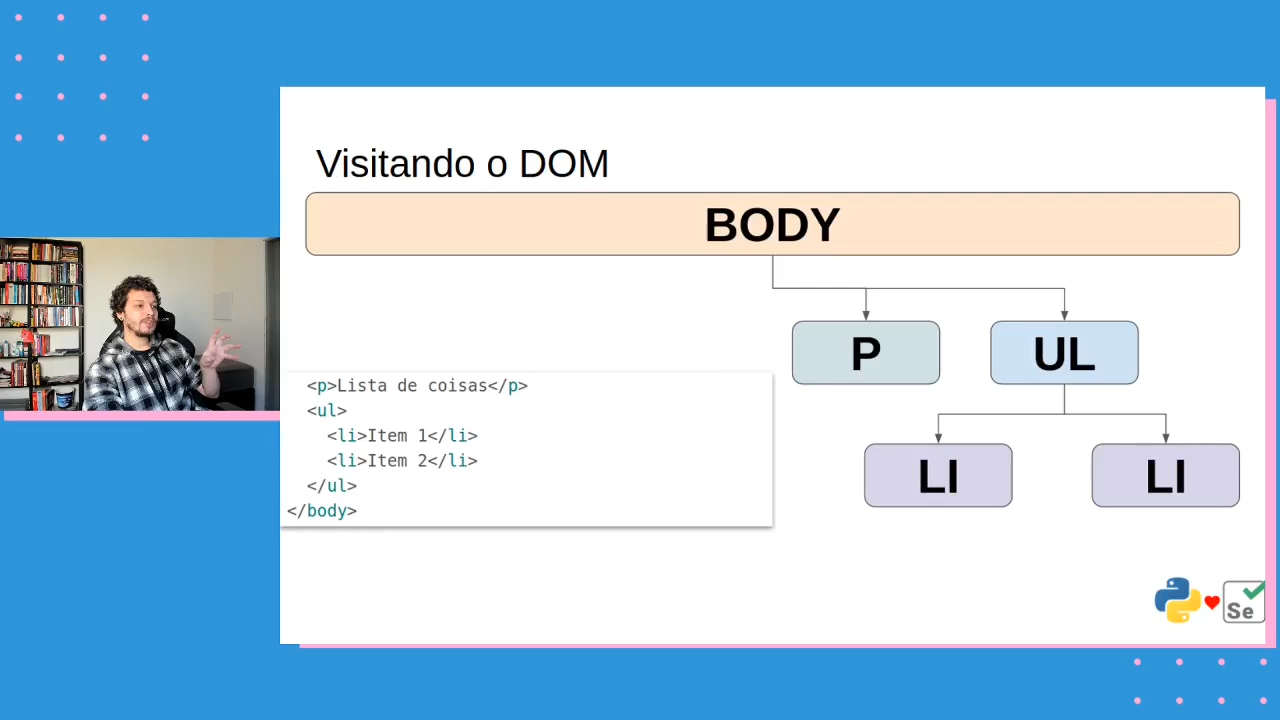 Visitando o DOM
BODY
P
UL
<p>Lista de coisas</p>
<ul>
<li>Item 1</li>
<li>Item 2</li>
</ul>
</body>
LI
LI
Se